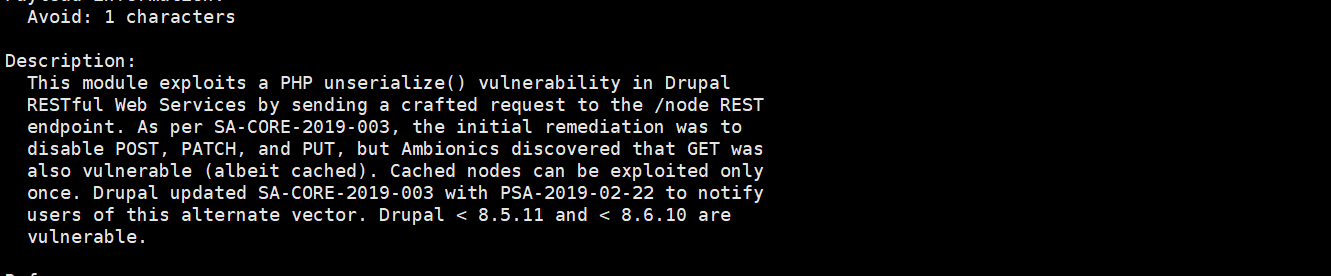 Avoid: 1 characters
Description:
This module exploits a PHP unserialize() vulnerability in Drupal
RESTful Web Services by sending a crafted request to the /node REST
endpoint. As per SA-CORE-2019-003, the initial remediation was to
disable POST, PATCH, and PUT, but Ambionics discovered that GET was
also vulnerable (albeit cached). Cached nodes can be exploited only
once. Drupal updated SA-CORE-2019-003 with PSA-2019-02-22 to notify
users of this alternate vector. Drupal < 8.5.11 and < 8.6.10 are
vulnerable.